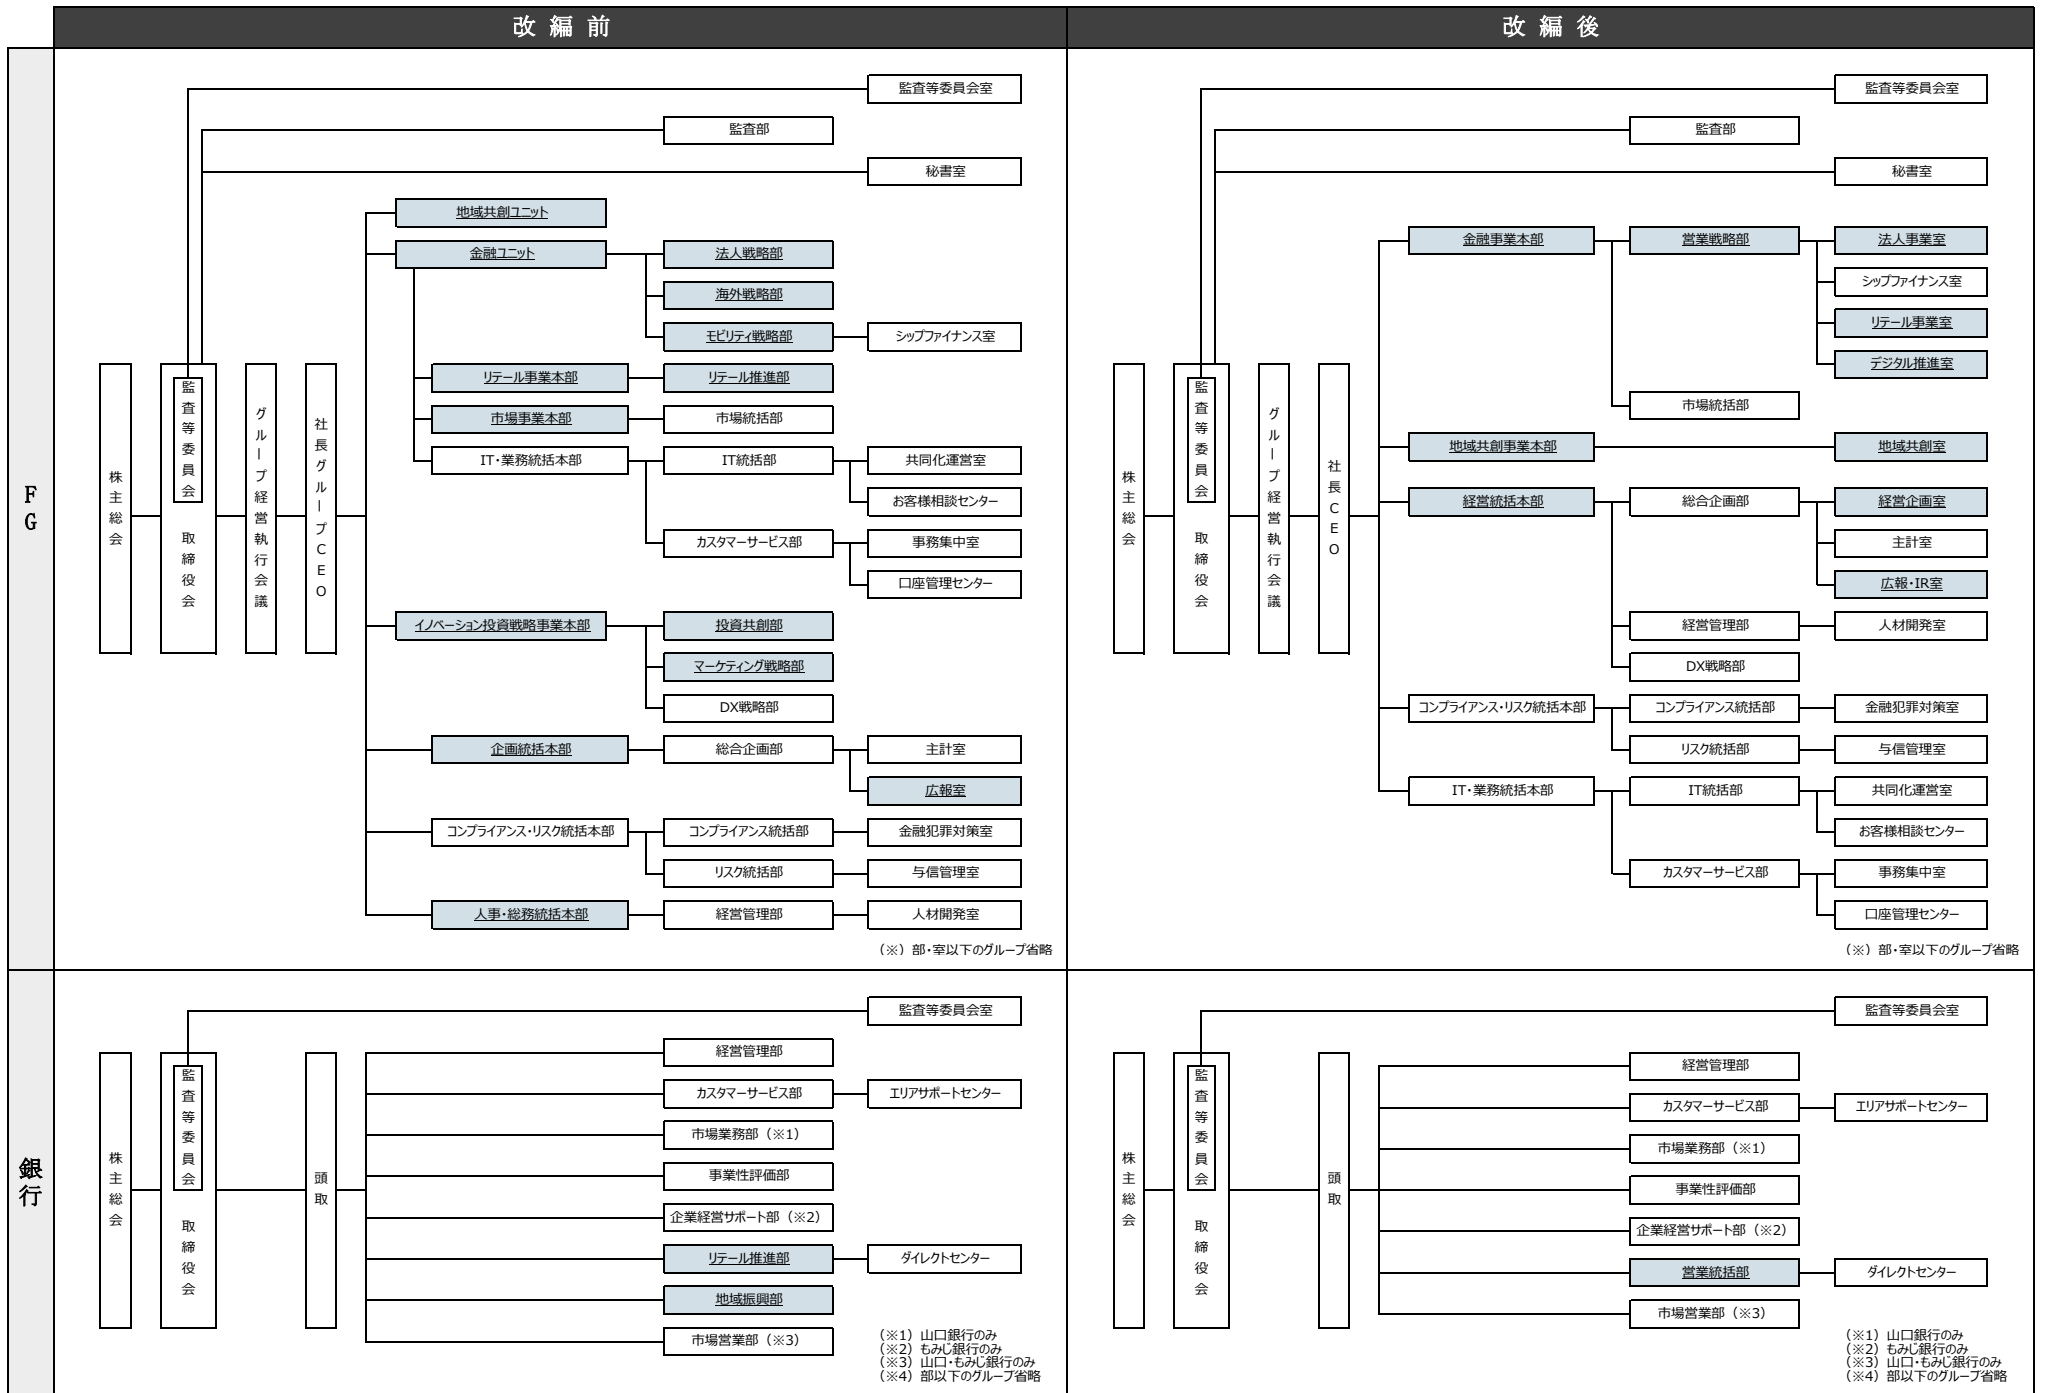 改編前
改編後
FG
監査等委員会室
監査部
秘書室
地域共創ユニット
金融ユニット
法人戦略部
海外戦略部
モビリティ戦略部
シップファイナンス室
リテール事業本部
リテール推進部
市場事業本部
市場統括部
IT・業務統括本部
IT統括部
共同化運営室
お客様相談センター
カスタマーサービス部
事務集中室
口座管理センター
株主総会
監査等委員会
取締役会
グループ経営執行会議
社長グループCEO
イノベーション投資戦略事業本部
投資共創部
マーケティング戦略部
DX戦略部
企画統括本部
総合企画部
主計室
広報室
コンプライアンス・リスク統括本部
コンプライアンス統括部
金融犯罪対策室
リスク統括部
与信管理室
人事・総務統括本部
経営管理部
人材開発室
（※）部・室以下のグループ省略
監査等委員会室
監査部
秘書室
金融事業本部
営業戦略部
法人事業室
シップファイナンス室
リテール事業室
デジタル推進室
市場統括部
地域共創事業本部
地域共創室
株主総会
監査等委員会
取締役会
グループ経営執行会議
社長CEO
経営統括本部
総合企画部
経営企画室
主計室
広報・IR室
経営管理部
人材開発室
DX戦略部
コンプライアンス・リスク統括本部
コンプライアンス統括部
金融犯罪対策室
リスク統括部
与信管理室
IT・業務統括本部
IT統括部
共同化運営室
お客様相談センター
カスタマーサービス部
事務集中室
口座管理センター
（※）部・室以下のグループ省略
銀行
監査等委員会室
株主総会
監査等委員会
取締役会
頭取
経営管理部
カスタマーサービス部
エリアサポートセンター
市場業務部（※1）
事業性評価部
企業経営サポート部（※2）
リテール推進部
ダイレクトセンター
地域振興部
市場営業部（※3）
（※1）山口銀行のみ
（※2）もみじ銀行のみ
（※3）山口・もみじ銀行のみ
（※4）部以下のグループ省略
監査等委員会室
株主総会
監査等委員会
取締役会
頭取
経営管理部
カスタマーサービス部
エリアサポートセンター
市場業務部（※1）
事業性評価部
企業経営サポート部（※2）
営業統括部
ダイレクトセンター
市場営業部（※3）
（※1）山口銀行のみ
（※2）もみじ銀行のみ
（※3）山口・もみじ銀行のみ
（※4）部以下のグループ省略